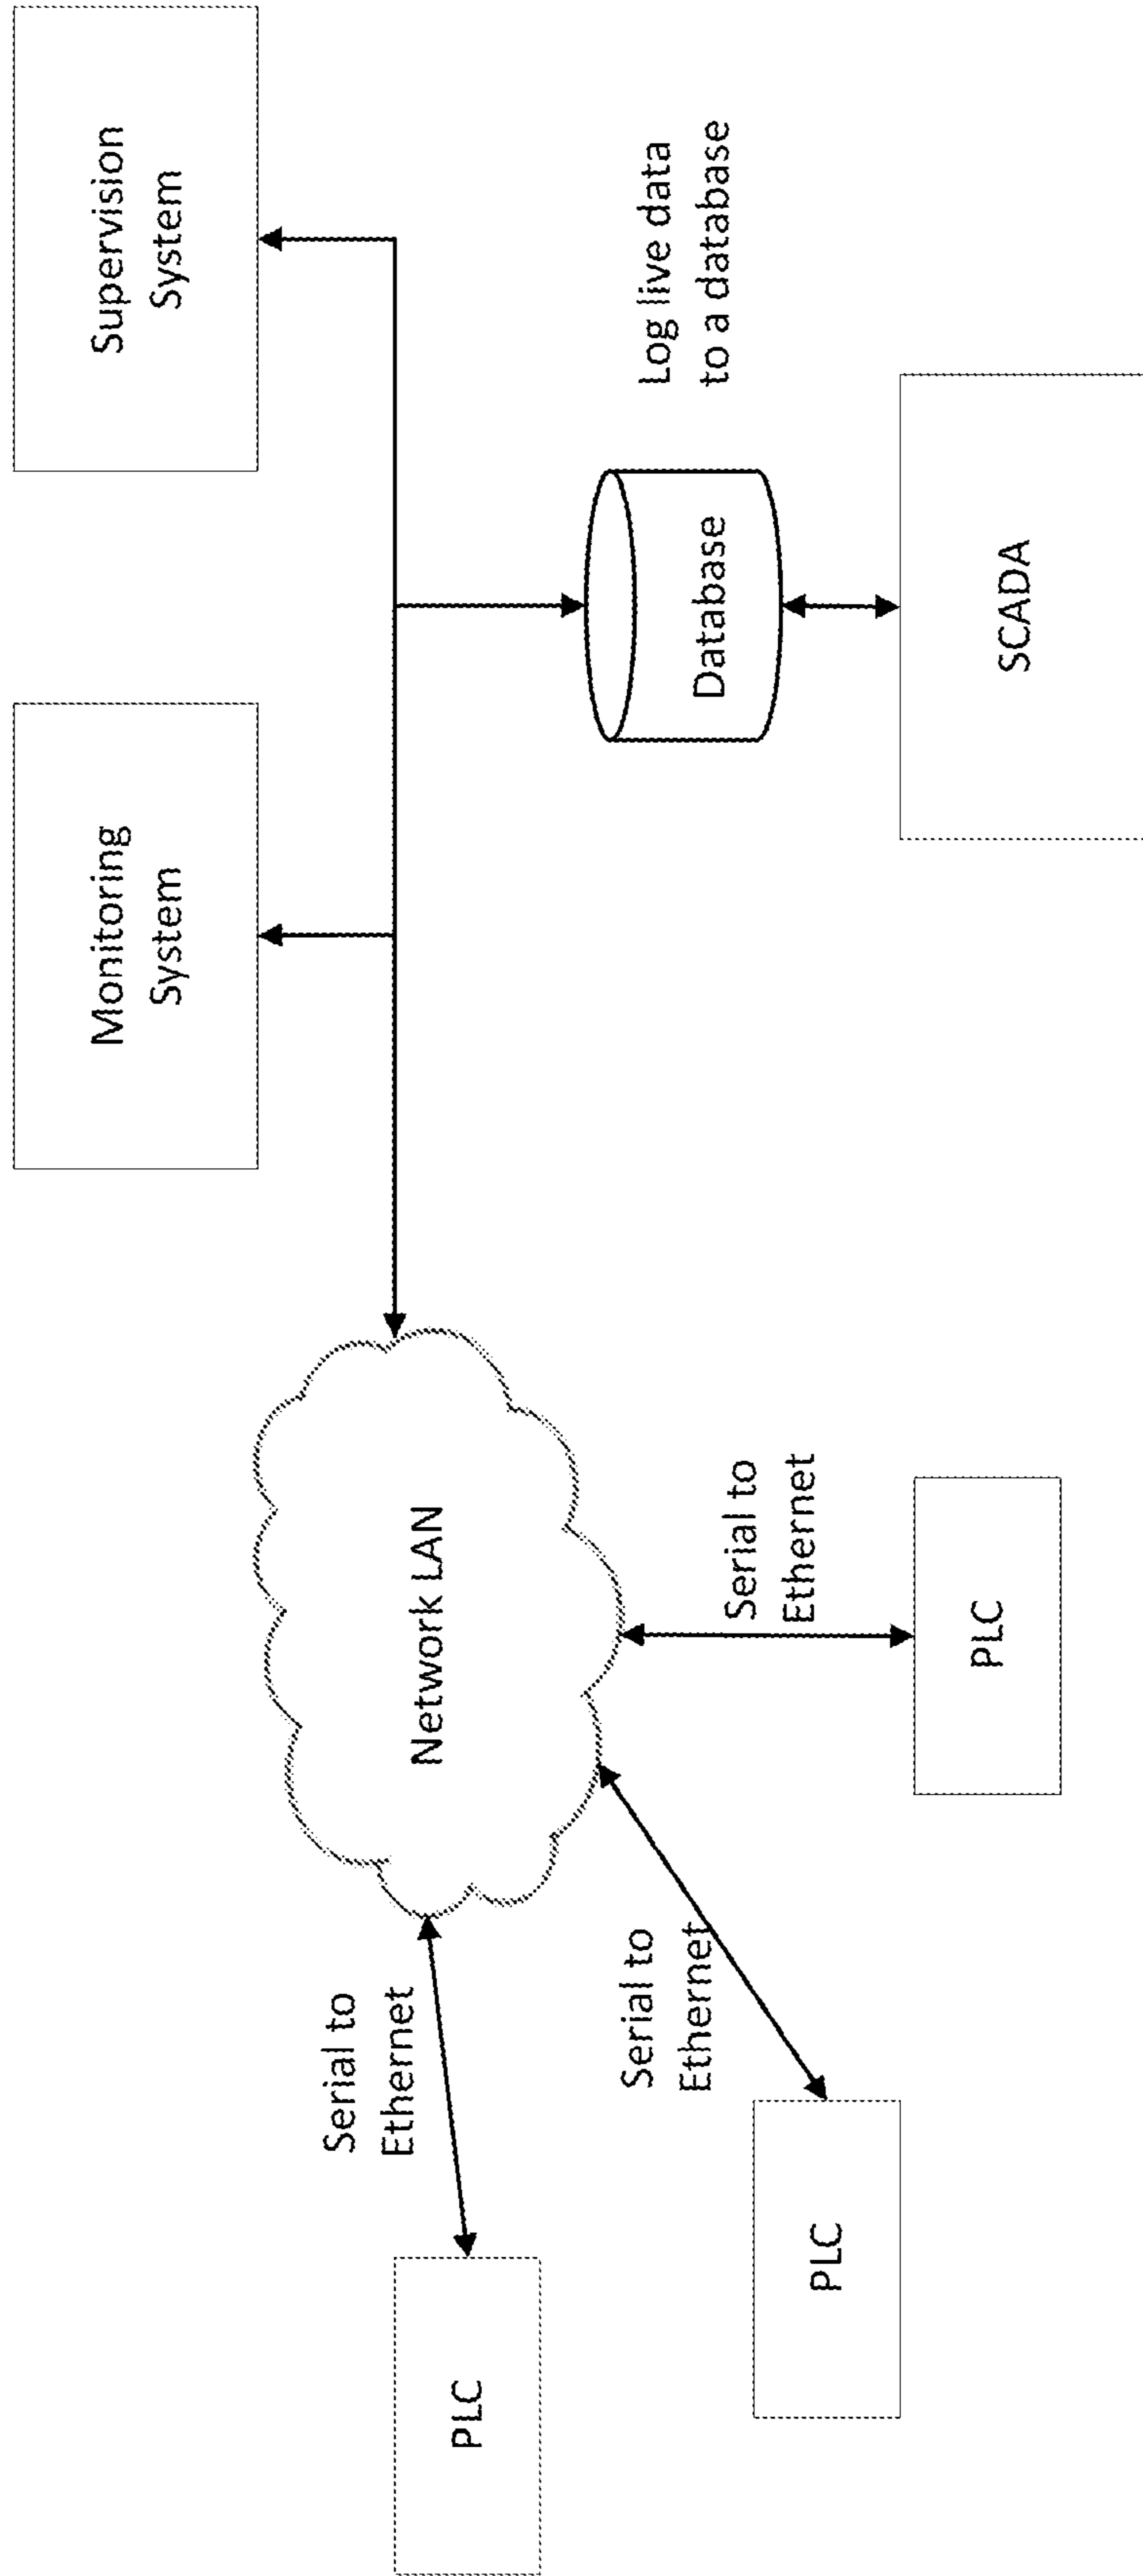 Monitoring
System
Supervision
System
Network LAN
Serial to
Ethernet
PLC
Serial to
Ethernet
PLC
Serial to
Ethernet
PLC
Database
Log live data
to a database
SCADA